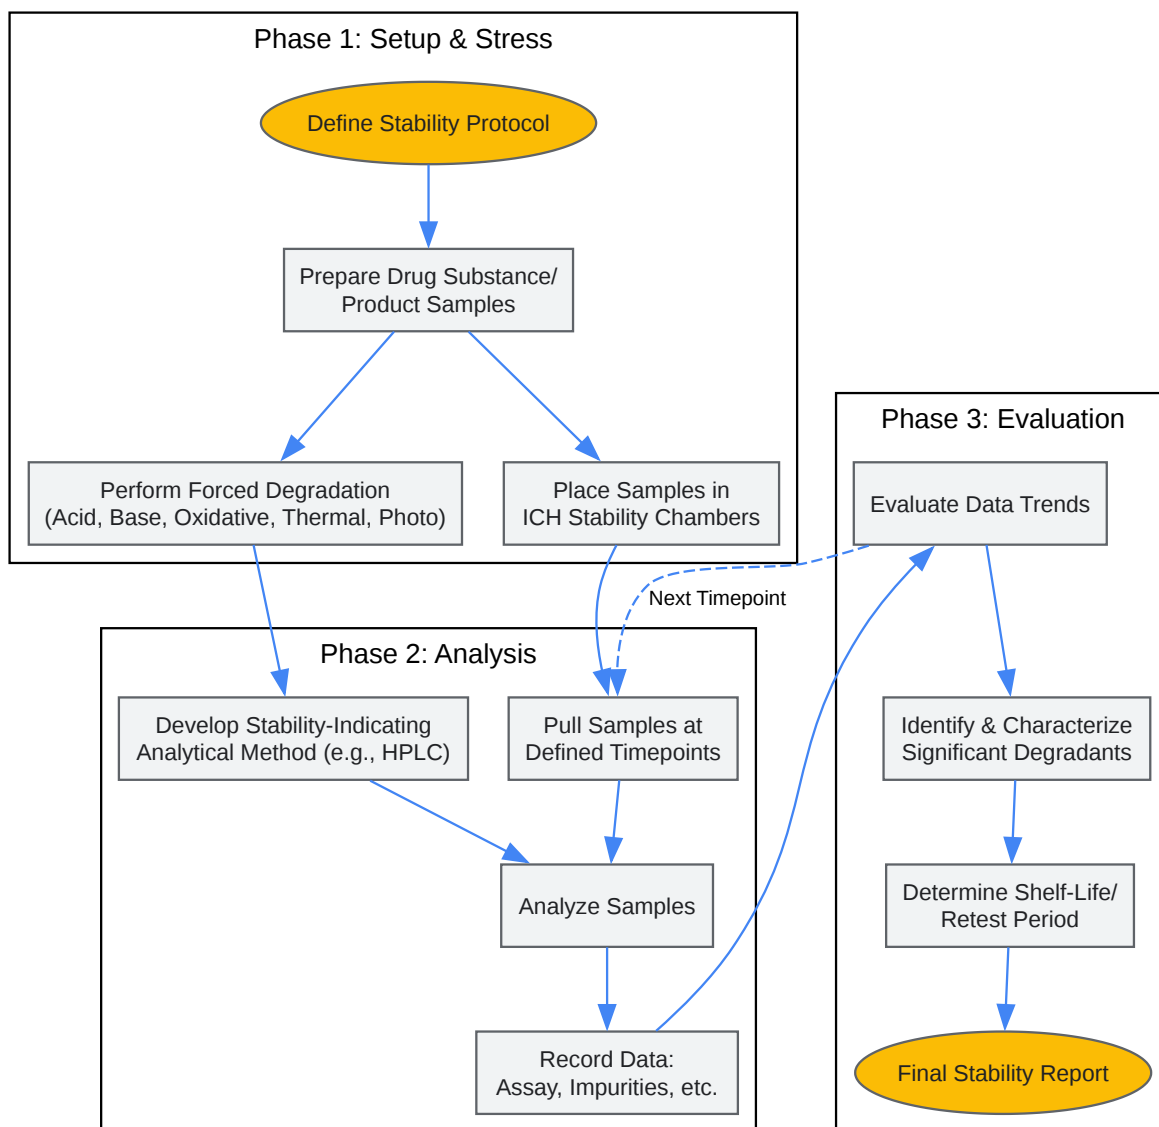 Phase 1: Setup & Stress
Define Stability Protocol
Prepare Drug Substance/
Product Samples
Perform Forced Degradation
(Acid, Base, Oxidative, Thermal, Photo)
Place Samples in
ICH Stability Chambers
Next Timepoint
Phase 2: Analysis
Develop Stability-Indicating
Analytical Method (e.g., HPLC)
Pull Samples at
Defined Timepoints
Analyze Samples
Record Data:
Assay, Impurities, etc.
Phase 3: Evaluation
Evaluate Data Trends
Identify & Characterize
Significant Degradants
Determine Shelf-Life/
Retest Period
Final Stability Report